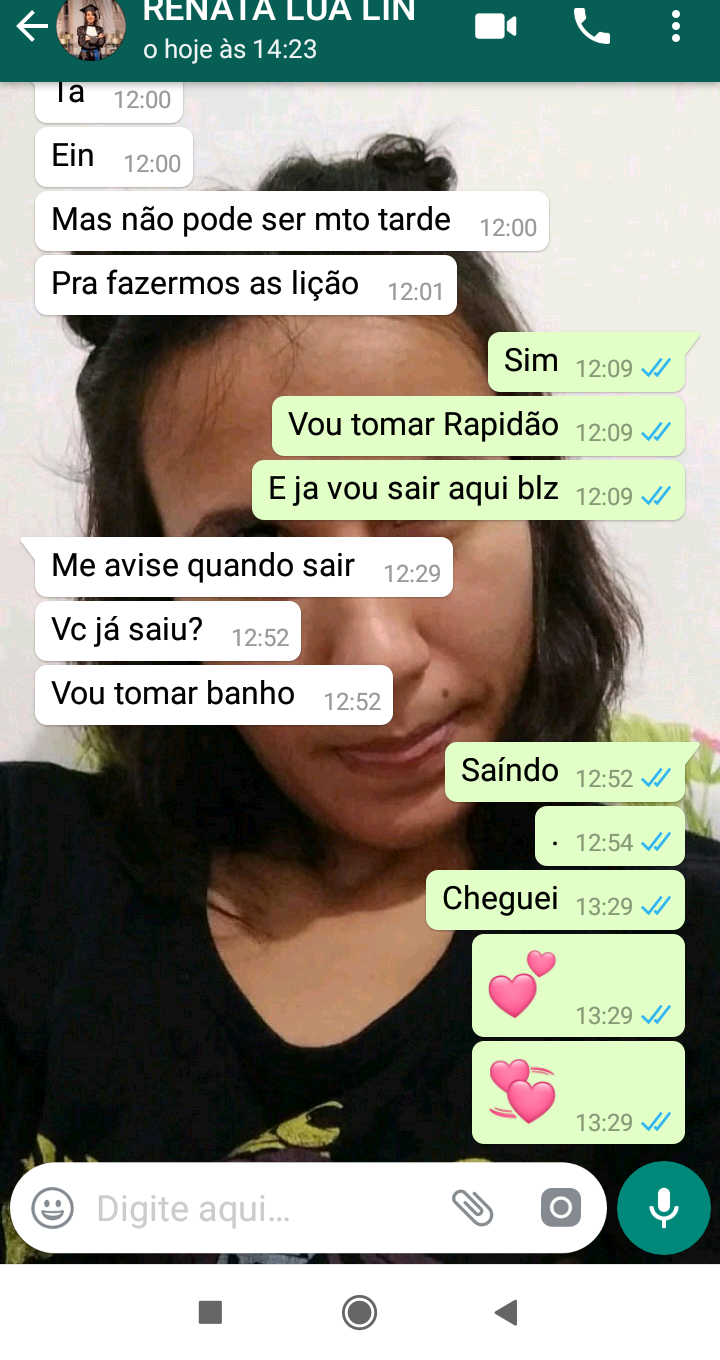 RENATA LUA LIN
o hoje às 14:23
Ta 12:00
Ein 12:00
Mas não pode ser mto tarde 12:00
Pra fazermos as lição 12:01
Sim 12:09
Vou tomar Rapidão 12:09
E ja vou sair aqui blz 12:09
Me avise quando sair 12:29
Vc já saiu? 12:52
Vou tomar banho 12:52
Saíndo 12:52
. 12:54
Cheguei 13:29
💕 13:29
💞 13:29
Digite aqui...